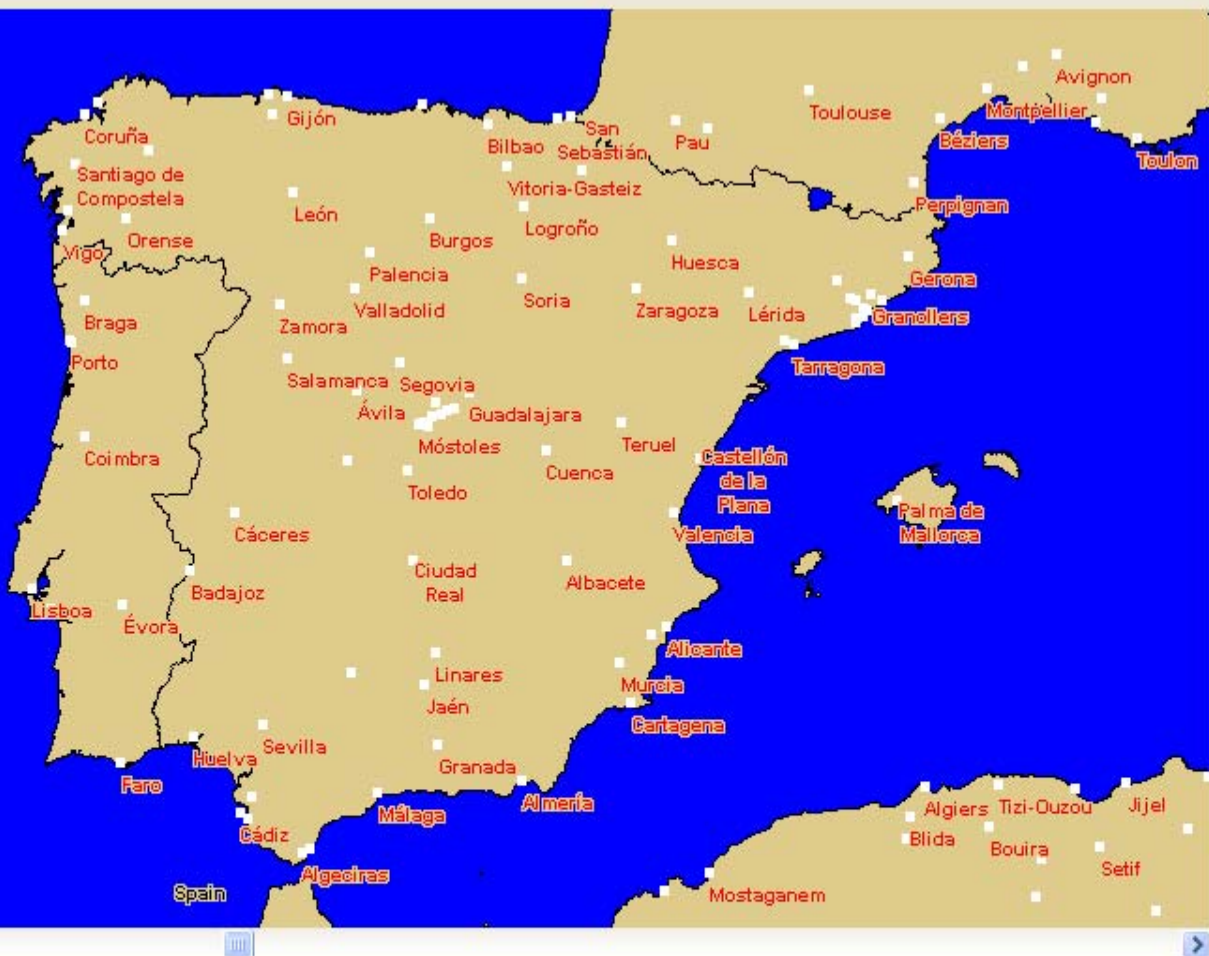 Avignon
Coruña
Gijón
Toulouse
Montpellier
San
Sebastián
Bilbao
Pau
Béziers
Toulon
Santiago de
Compostela
Vitoria-Gasteiz
León
Perpignan
Vigo
Orense
Burgos
Logroño
Huesca
Palencia
Gerona
Soria
Braga
Zamora
Valladolid
Zaragoza
Lérida
Granollers
Porto
Salamanca
Segovia
Tarragona
Ávila
Guadalajara
Móstoles
Teruel
Coimbra
Cuenca
Castellón
de la
Plana
Toledo
Cáceres
Valencia
Palma de
Mallorca
Ciudad
Real
Albacete
Badajoz
Lisboa
Évora
Alicante
Linares
Murcia
Jaén
Cartagena
Sevilla
Huelva
Granada
Faro
Almería
Málaga
Algiers
Tizi-Ouzou
Jijel
Cádiz
Blida
Bouira
Setif
Algeciras
Spain
Mostaganem